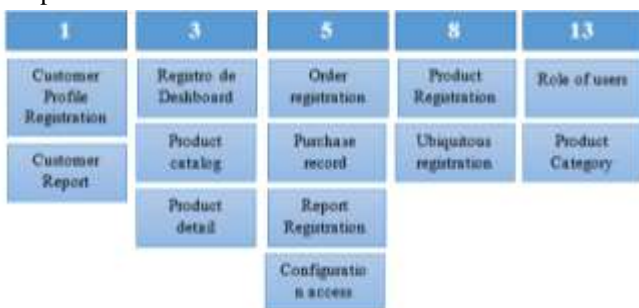 1
3
5
8
13
Customer
Profile
Registration
Customer
Report
Registro de
Deshboard
Product
catalog
Product
detail
Order
registration
Purchase
record
Report
Registration
Configuratio
n access
Product
Registration
Ubiquitous
registration
Role of users
Product
Category